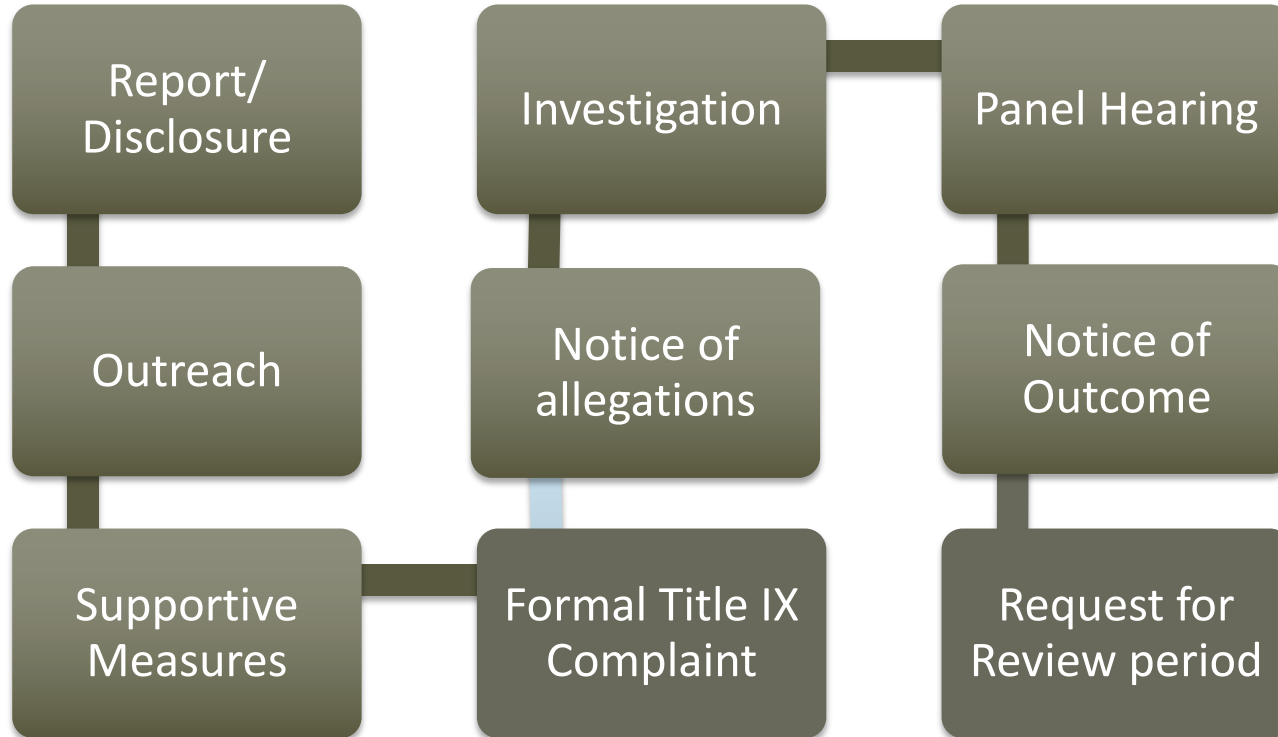 Report/
Disclosure
Outreach
Supportive
Measures
Formal Title IX
Complaint
Notice of
allegations
Investigation
Panel Hearing
Notice of
Outcome
Request for
Review period